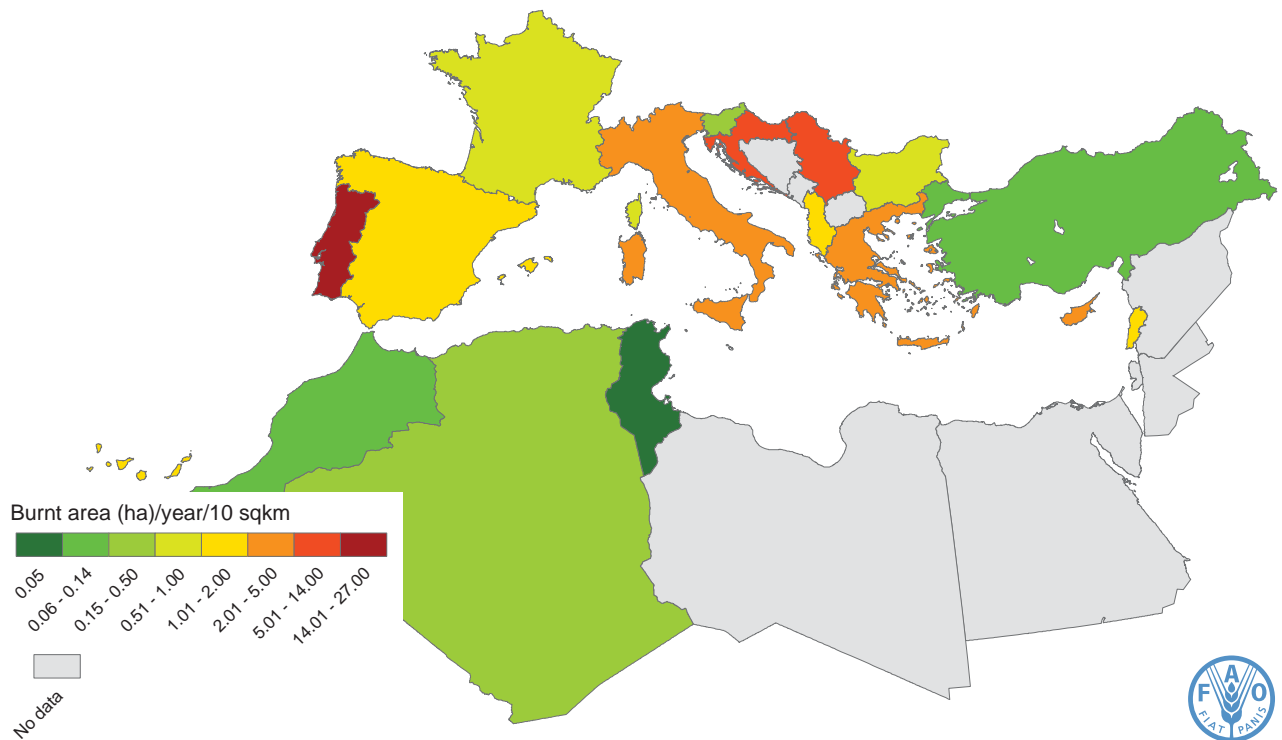 Burnt area (ha)/year/10 sqkm
0.05
0.06 - 0.14
0.15 - 0.50
0.51 - 1.00
1.01 - 2.00
2.01 - 5.00
5.01 - 14.00
14.01 - 27.00
No data
F A O
FIAT PANIS